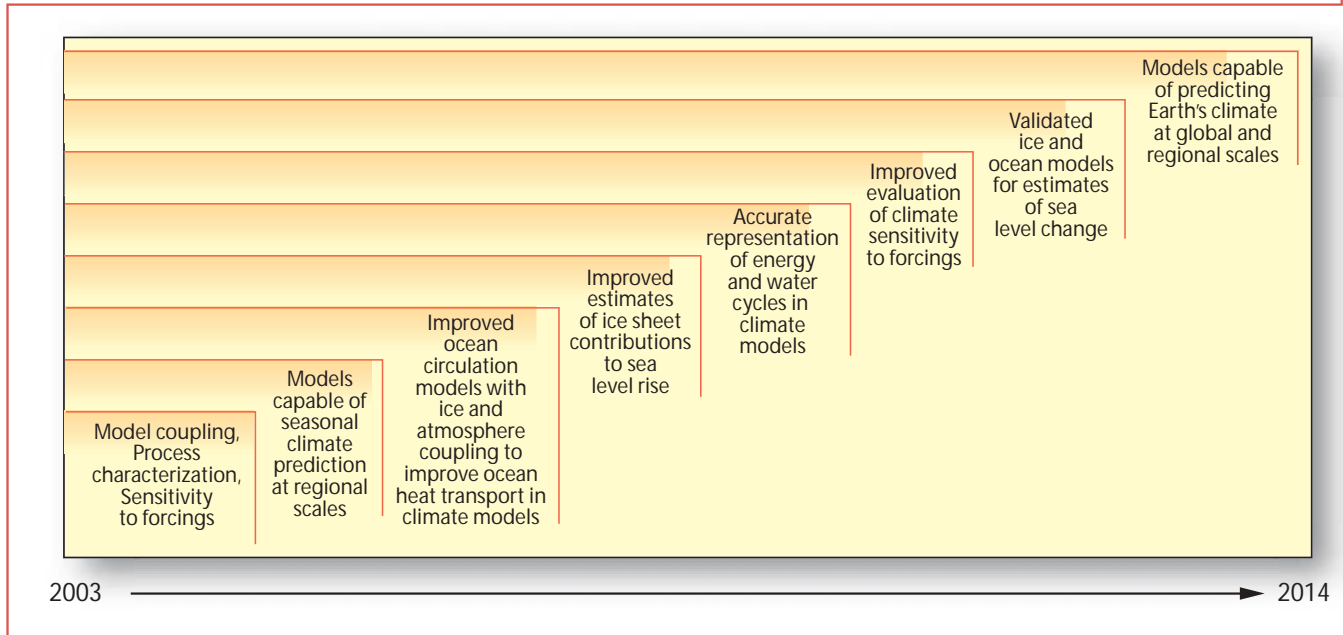 Model coupling,
Process
characterization,
Sensitivity
to forcings
Models
capable of
seasonal
climate
prediction
at regional
scales
Improved
ocean
circulation
models with
ice and
atmosphere
coupling to
improve ocean
heat transport in
climate models
Improved
estimates
of ice sheet
contributions
to sea
level rise
Accurate
representation
of energy
and water
cycles in
climate
models
Improved
evaluation
of climate
sensitivity
to forcings
Validated
ice and
ocean models
for estimates
of sea
level change
Models capable
of predicting
Earth's climate
at global and
regional scales
2003
2014